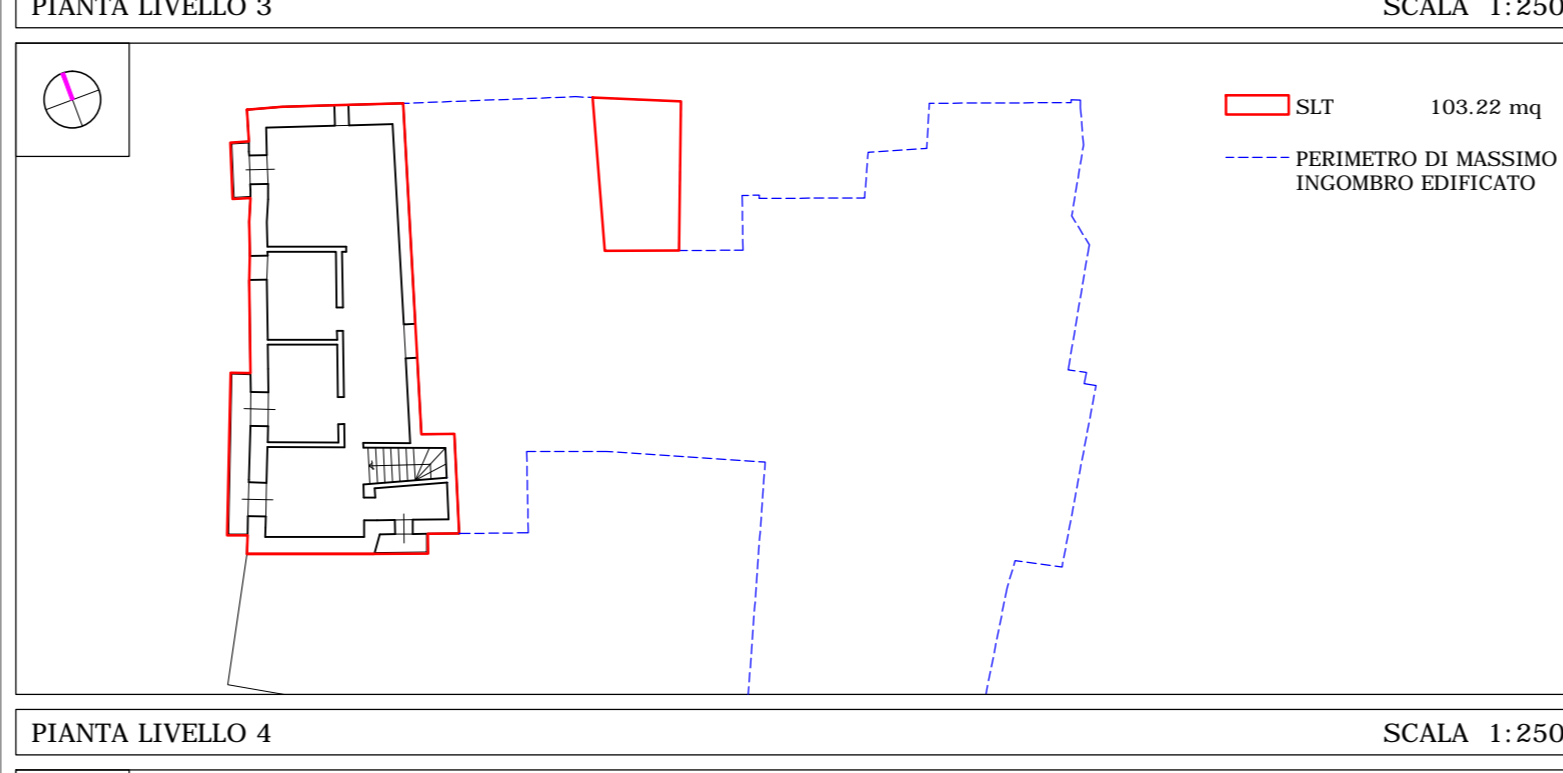 PIANTA LIVELLO 3 SCALA 1:250
SLT 103.22 mq
PERIMETRO DI MASSIMO
INGOMBRO EDIFICATO
PIANTA LIVELLO 4 SCALA 1:250